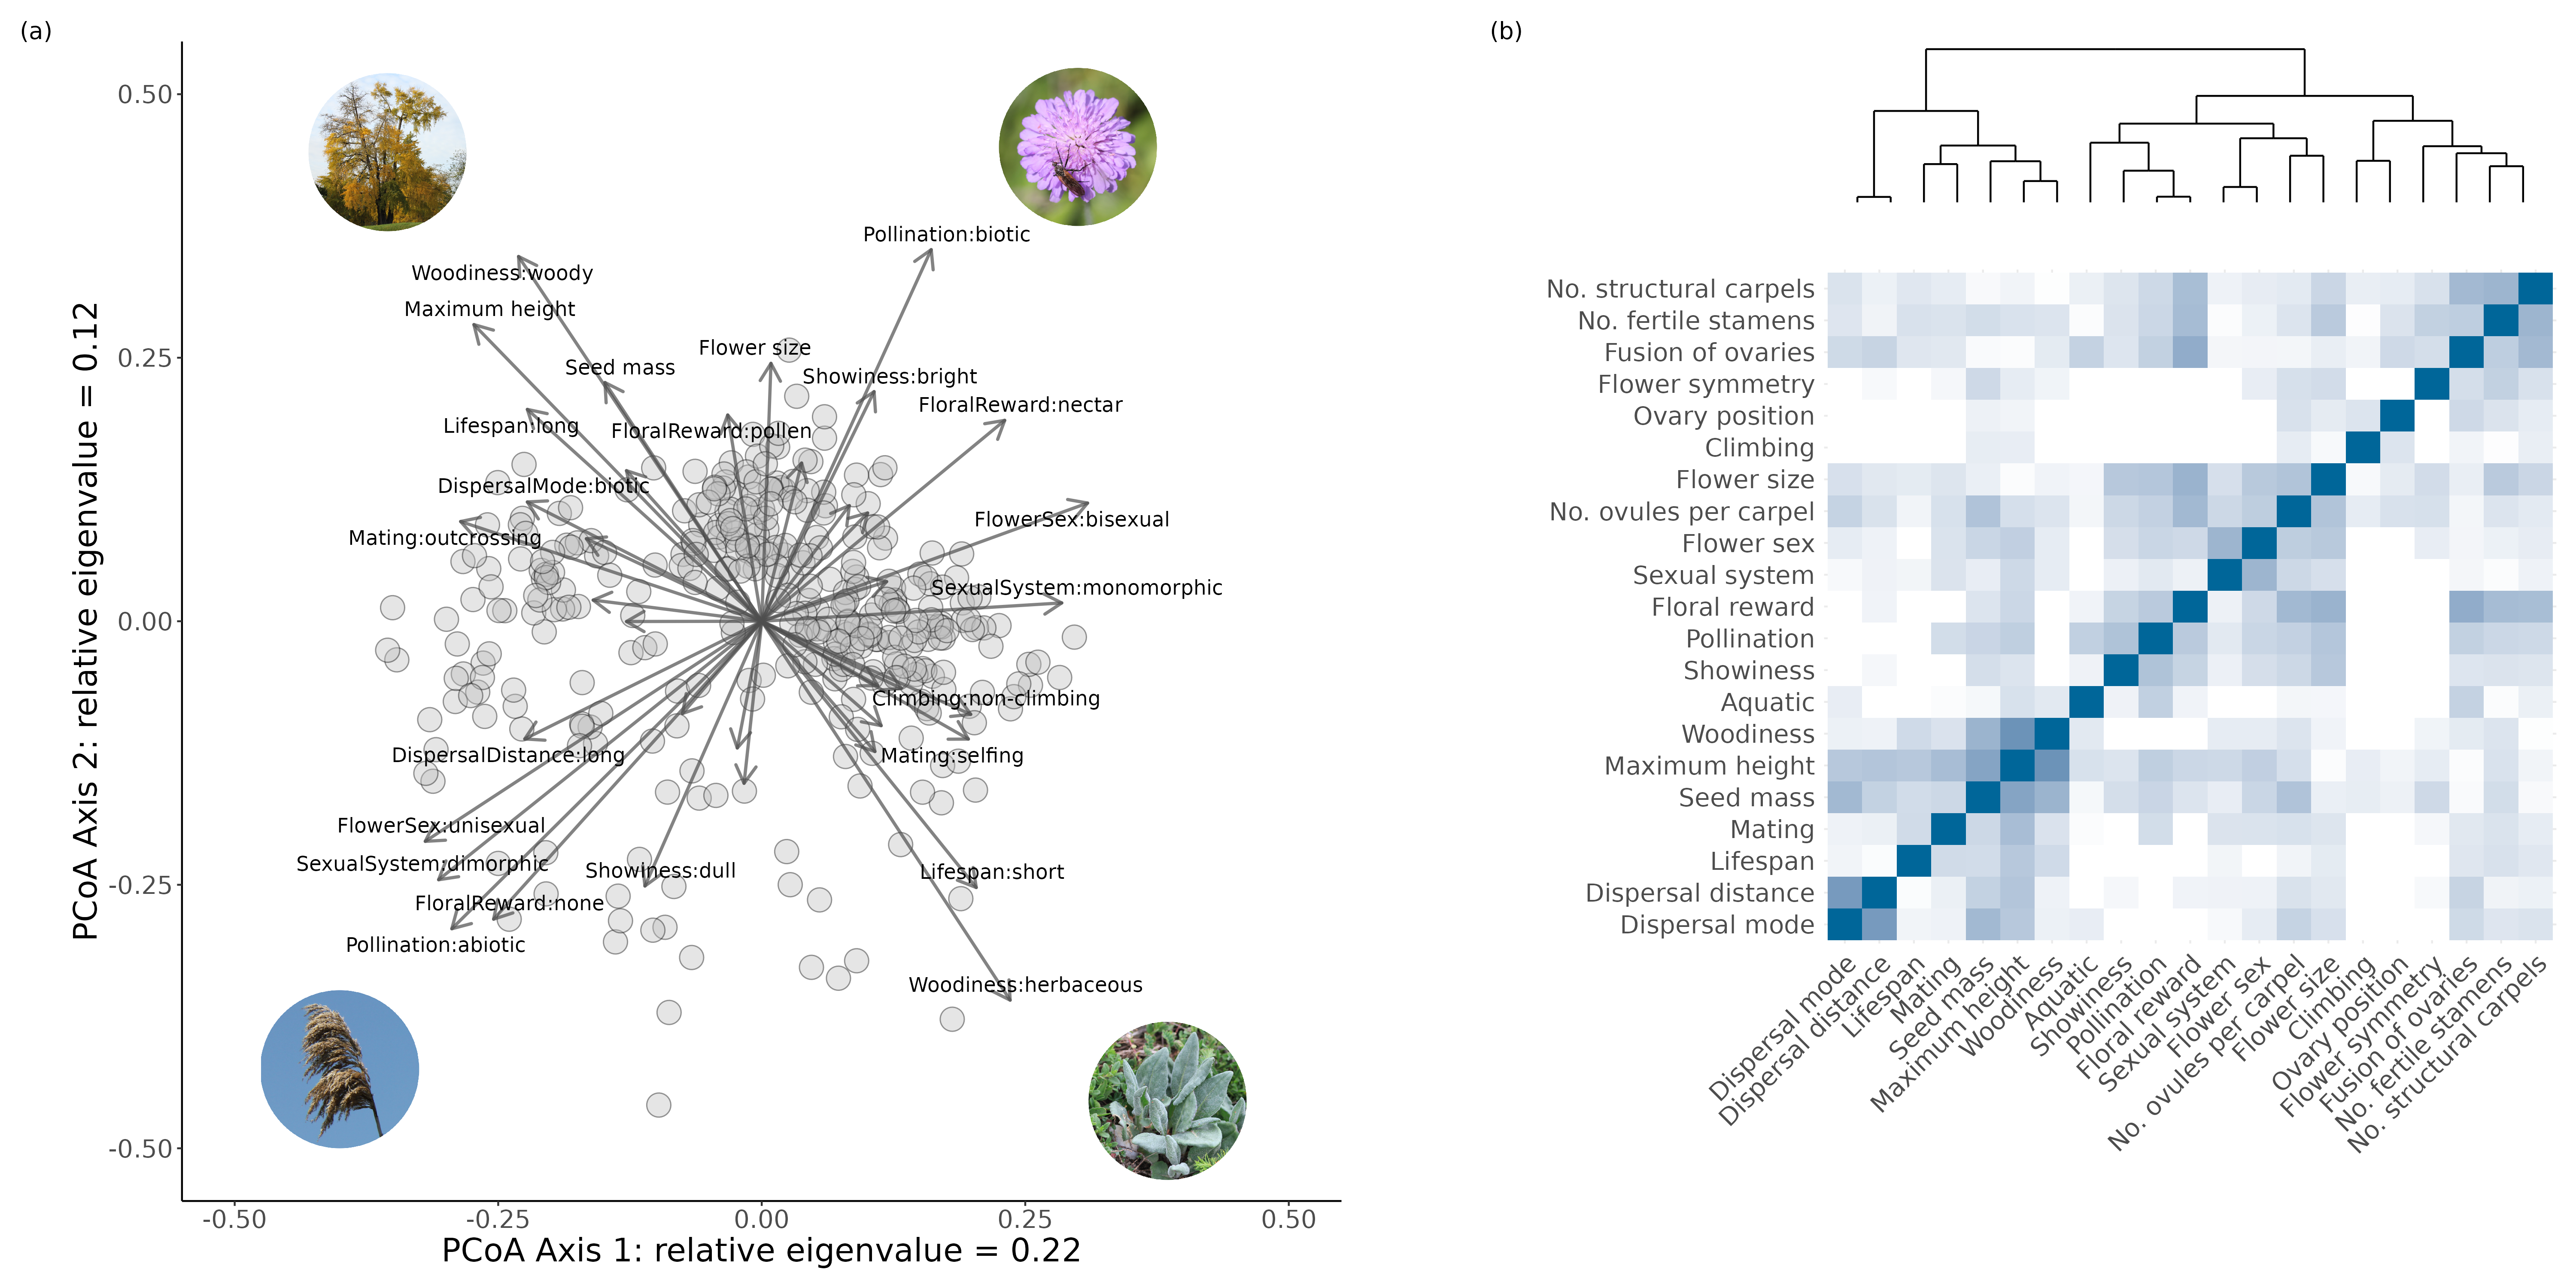 (a)
(b)
0.50
0.25
0.00
-0.25
-0.50
PCoA Axis 2: relative eigenvalue = 0.12
Pollination:biotic
Woodiness:woody
Maximum height
Flower size
Seed mass
Showiness:bright
FloralReward:nectar
Lifespan:long
FloralReward:pollen
DispersalMode:biotic
FlowerSex:bisexual
Mating:outcrossing
SexualSystem:monomorphic
Climbing:non-climbing
DispersalDistance:long
Mating:selfing
FlowerSex:unisexual
SexualSystem:dimorphic
Showiness:dull
Lifespan:short
FloralReward:none
Pollination:abiotic
Woodiness:herbaceous
-0.50
-0.25
0.00
0.25
0.50
PCoA Axis 1: relative eigenvalue = 0.22
No. structural carpels
No. fertile stamens
Fusion of ovaries
Flower symmetry
Ovary position
Climbing
Flower size
No. ovules per carpel
Flower sex
Sexual system
Floral reward
Pollination
Showiness
Aquatic
Woodiness
Maximum height
Seed mass
Mating
Lifespan
Dispersal distance
Dispersal mode
Dispersal mode
Dispersal distance
Lifespan
Mating
Seed mass
Maximum height
Woodiness
Aquatic
Showiness
Pollination
Floral reward
Sexual system
Flower sex
No. ovules per carpel
Flower size
Climbing
Ovary position
Flower symmetry
Fusion of ovaries
No. fertile stamens
No. structural carpels